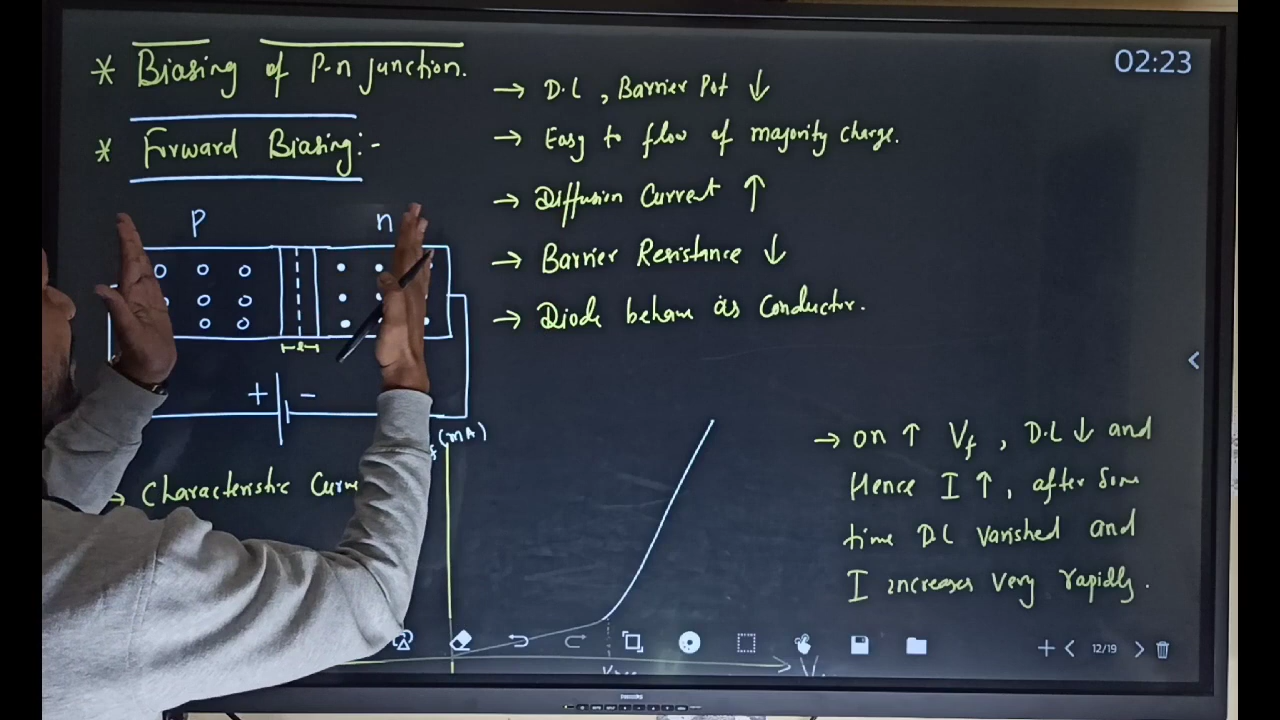 * Biasing of P-n junction.
* Forward Biasing:-
p
n
+ -
l
→ Characteristic Curve
→ D.L , Barrier Pot ↓
→ Easy to flow of majority charge.
→ Diffusion Current ↑
→ Barrier Resistance ↓
→ Diode behave as Conductor.
02:23
(mA)
→ on ↑ Vf , D.L ↓ and
Hence I ↑, after some
time DL Vanished and
I increases very rapidly.
12/19